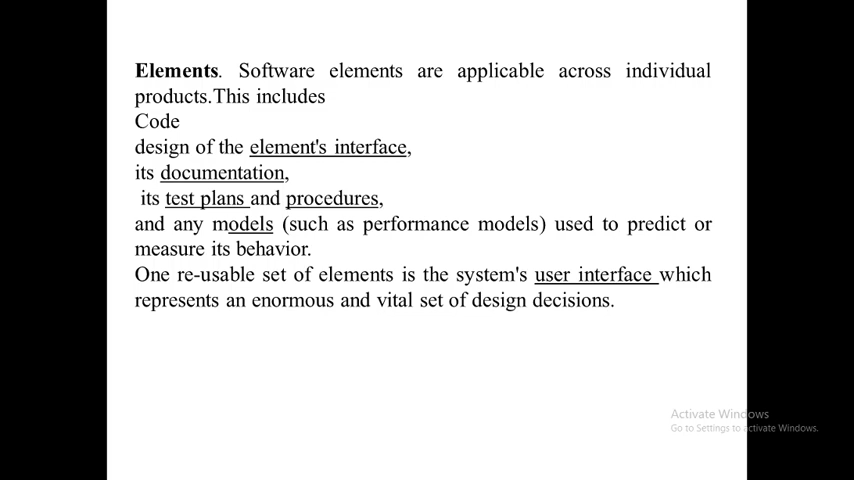 Elements. Software elements are applicable across individual
products.This includes
Code
design of the element's interface,
its documentation,
its test plans and procedures,
and any models (such as performance models) used to predict or
measure its behavior.
One re-usable set of elements is the system's user interface which
represents an enormous and vital set of design decisions.
Activate Windows
Go to Settings to activate Windows.